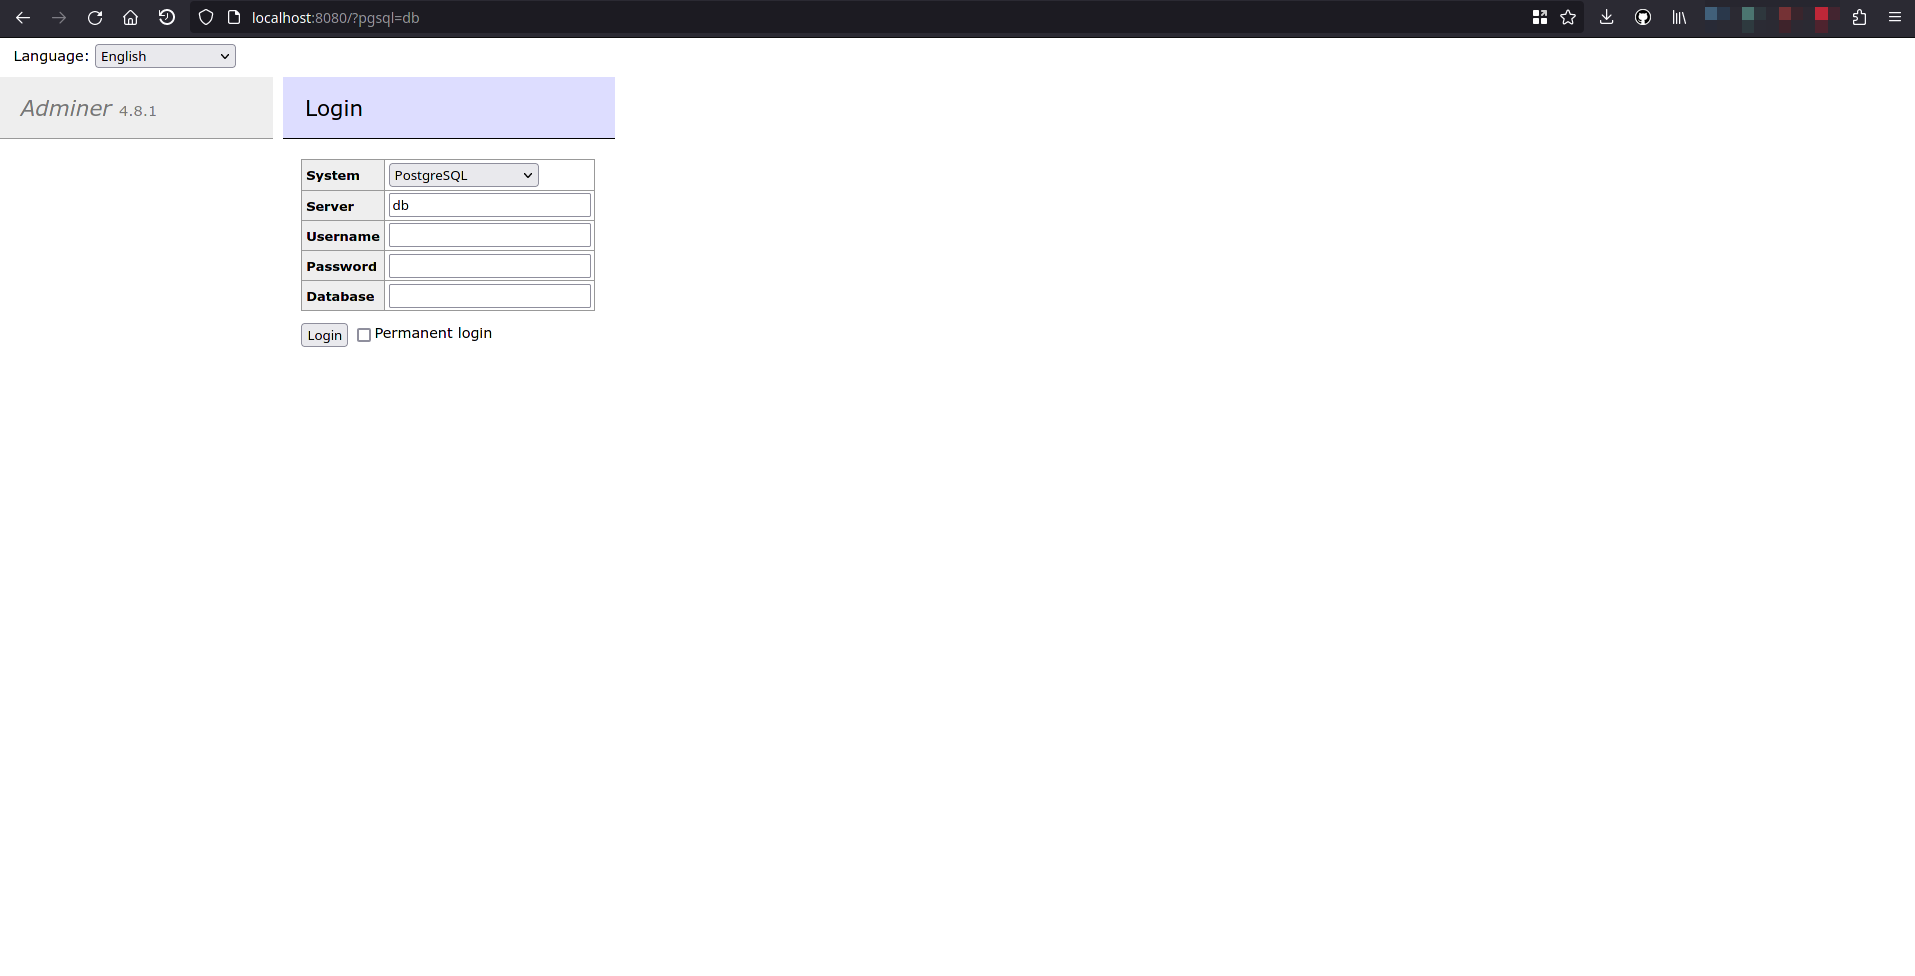 localhost:8080/?pgsql=db
Language: English
Adminer 4.8.1
Login
System PostgreSQL
Server db
Username
Password
Database
Login Permanent login